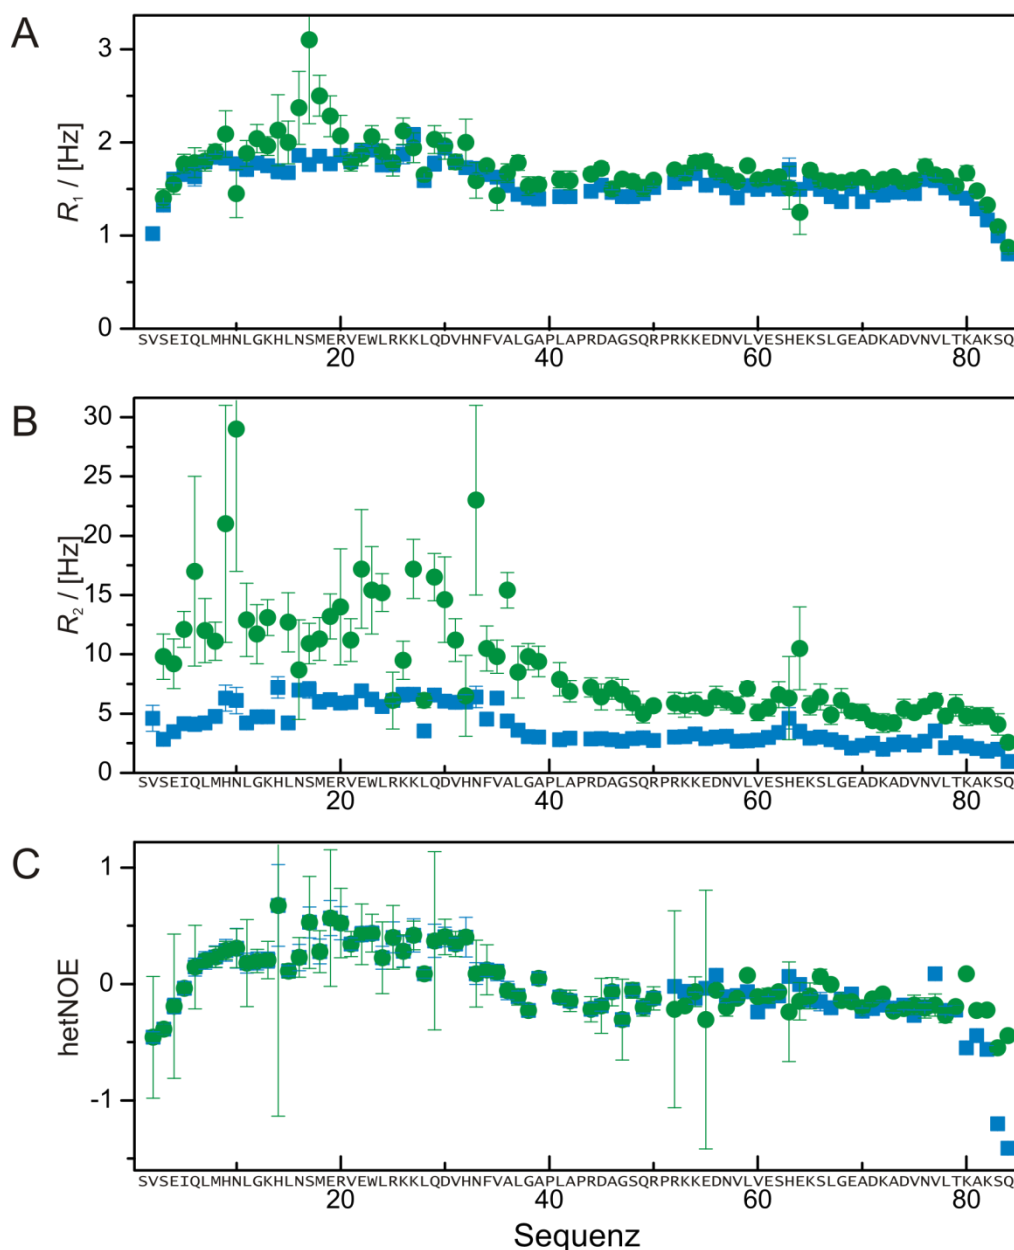 A
3
2
R1 / [Hz]
1
0
SVSEIQLMHNLGKHLNSMERVEWLRKKLQDVHNFVALGAPLAPRDAGSQRPRKKEDNVLVESHEKSLGEADKADVNVLTKAKSQ
20 40 60 80
B
30
25
20
R2 / [Hz]
15
10
5
0
SVSEIQLMHNLGKHLNSMERVEWLRKKLQDVHNFVALGAPLAPRDAGSQRPRKKEDNVLVESHEKSLGEADKADVNVLTKAKSQ
20 40 60 80
C
1
hetNOE
0
-1
SVSEIQLMHNLGKHLNSMERVEWLRKKLQDVHNFVALGAPLAPRDAGSQRPRKKEDNVLVESHEKSLGEADKADVNVLTKAKSQ
20 40 60 80
Sequenz